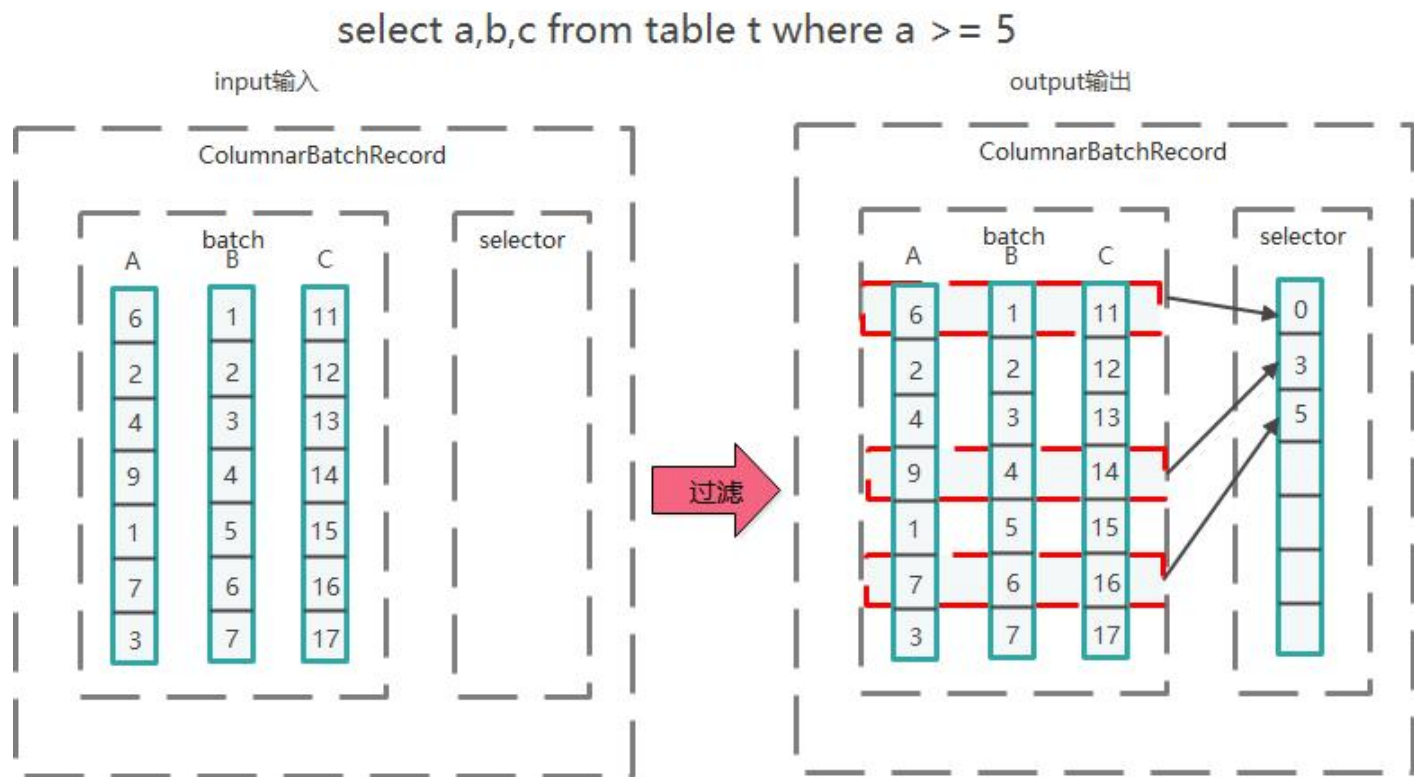 select a,b,c from table t where a >= 5
input输入
ColumnarBatchRecord
batch
selector
A B C
6 1 11
2 2 12
4 3 13
9 4 14
1 5 15
7 6 16
3 7 17
过滤
output输出
ColumnarBatchRecord
batch
selector
A B C
6 1 11 0
2 2 12 3
4 3 13 5
9 4 14
1 5 15
7 6 16
3 7 17